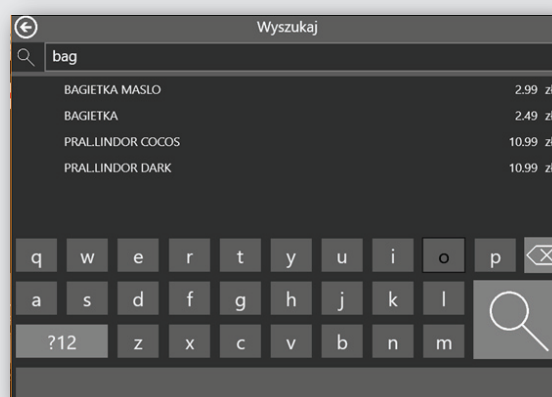 Wyszukaj
bag
BAGIETKA MASLO 2.99 zł
BAGIETKA 2.49 zł
PRAL.LINDOR COCOS 10.99 zł
PRAL.LINDOR DARK 10.99 zł
q w e r t y u i o p
a s d f g h j k l
?12 z x c v b n m